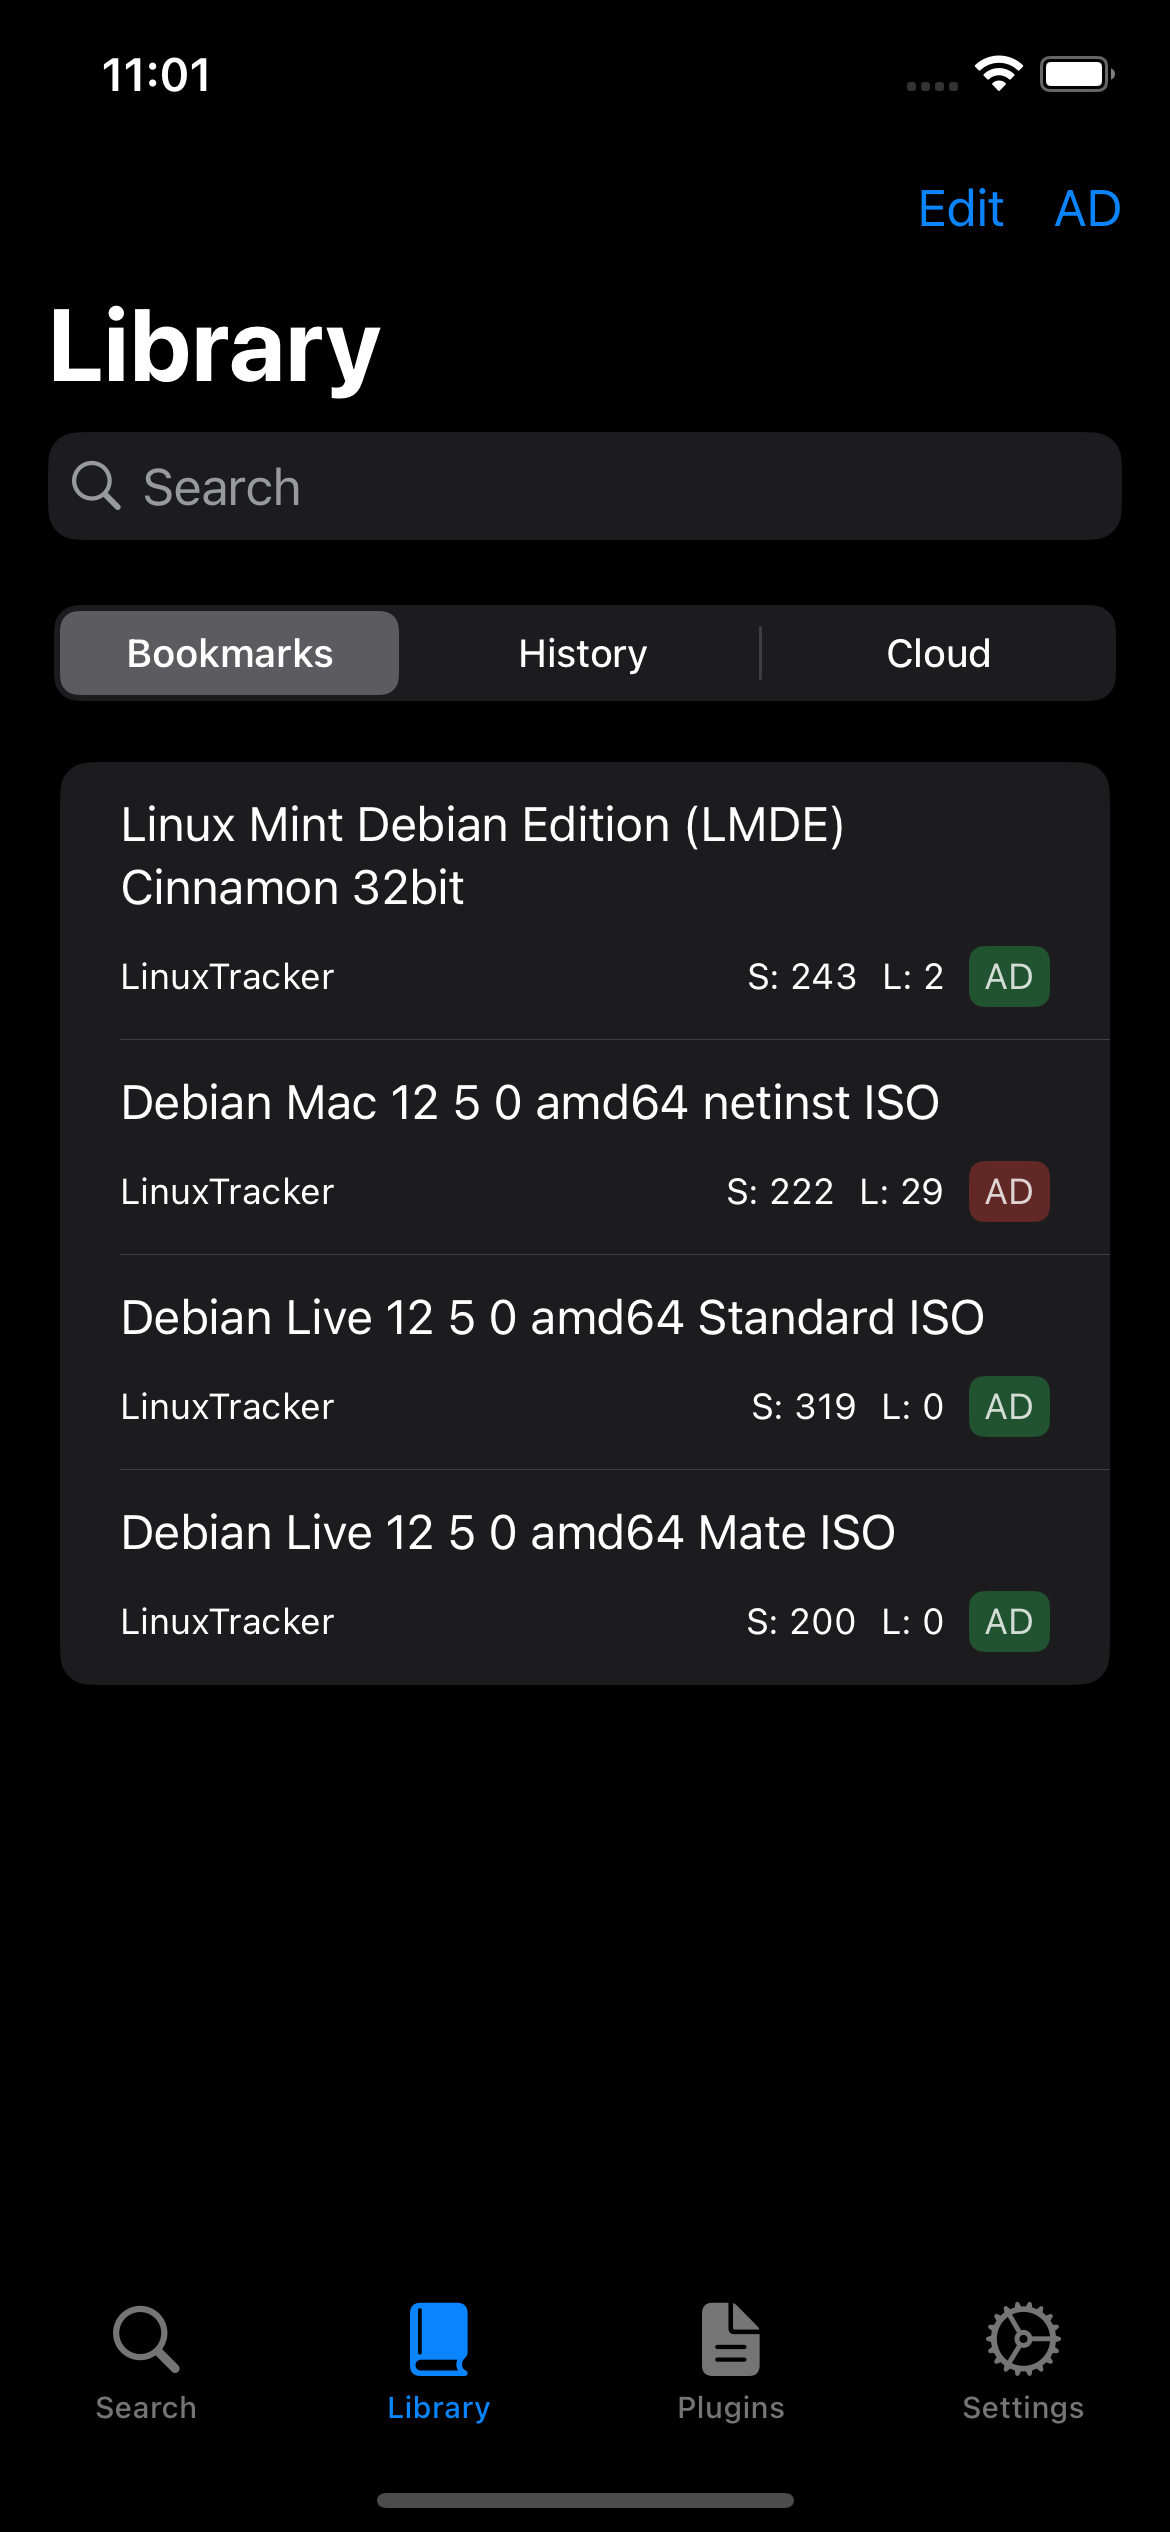 11:01
Edit AD
Library
Search
Bookmarks History Cloud
Linux Mint Debian Edition (LMDE)
Cinnamon 32bit
LinuxTracker S: 243 L: 2 AD
Debian Mac 12 5 0 amd64 netinst ISO
LinuxTracker S: 222 L: 29 AD
Debian Live 12 5 0 amd64 Standard ISO
LinuxTracker S: 319 L: 0 AD
Debian Live 12 5 0 amd64 Mate ISO
LinuxTracker S: 200 L: 0 AD
Search Library Plugins Settings